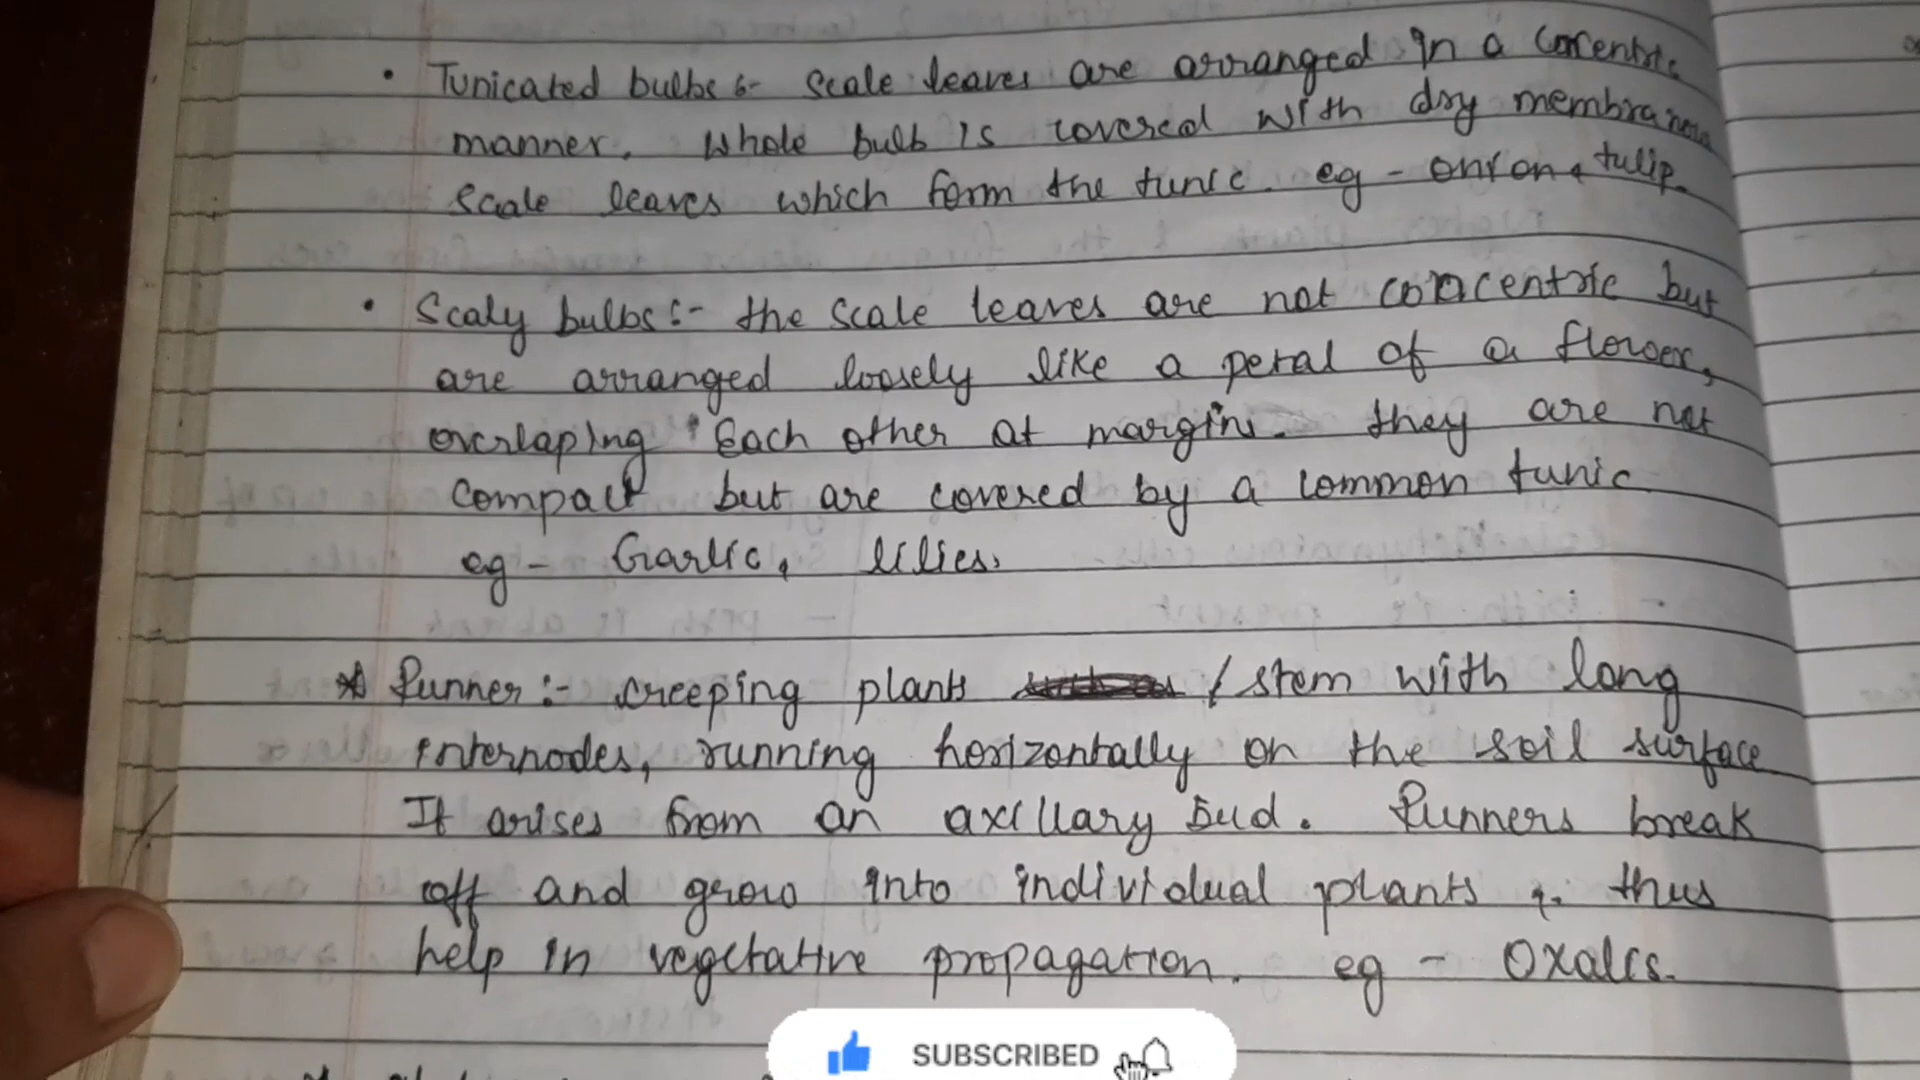 • Tunicated bulbs :- Scale leaves are arranged in a concentric
manner. Whole bulb is covered with dry membranous
scale leaves which form the tunic. eg - onion, tulip.
• Scaly bulbs :- the scale leaves are not concentric but
are arranged loosely like a petal of a flower,
overlaping Each other at margins. they are not
compact but are covered by a common tunic
eg - Garlic, lilies.
* Runner :- creeping plants / stem with long
internodes, running horizontally on the soil surface
It arises from an axillary bud. Runners break
off and grow into individual plants & thus
help in vegetative propagation. eg - Oxalis.
SUBSCRIBED